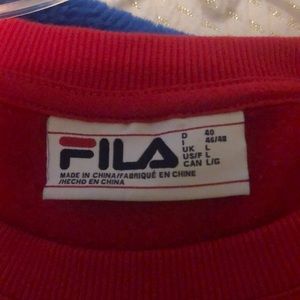 FILA
MADE IN CHINA/FABRIQUÉ EN CHINE
/HECHO EN CHINA
D 40
I 46/48
UK L
US/F L
CAN L/G